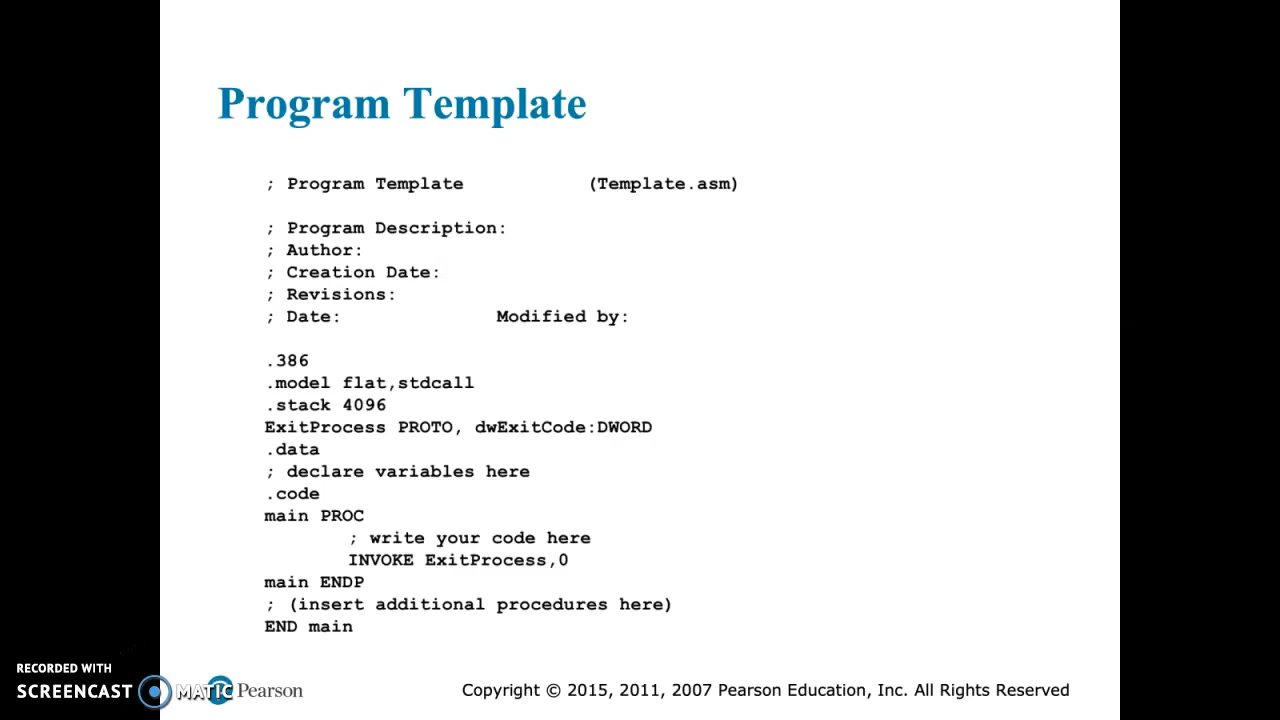 Program Template
; Program Template (Template.asm)
; Program Description:
; Author:
; Creation Date:
; Revisions:
; Date: Modified by:
.386
.model flat,stdcall
.stack 4096
ExitProcess PROTO, dwExitCode:DWORD
.data
; declare variables here
.code
main PROC
; write your code here
INVOKE ExitProcess,0
main ENDP
; (insert additional procedures here)
END main
RECORDED WITH
SCREENCAST MATIC
Pearson
Copyright © 2015, 2011, 2007 Pearson Education, Inc. All Rights Reserved